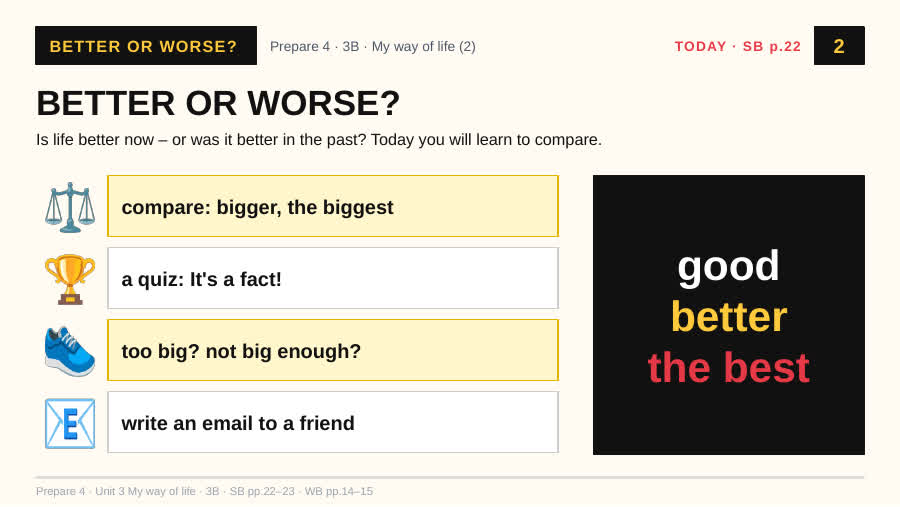 BETTER OR WORSE?
Prepare 4 · 3B · My way of life (2)
TODAY · SB p.22
2
BETTER OR WORSE?
Is life better now – or was it better in the past? Today you will learn to compare.
compare: bigger, the biggest
a quiz: It's a fact!
too big? not big enough?
write an email to a friend
good
better
the best
Prepare 4 · Unit 3 My way of life · 3B · SB pp.22–23 · WB pp.14–15